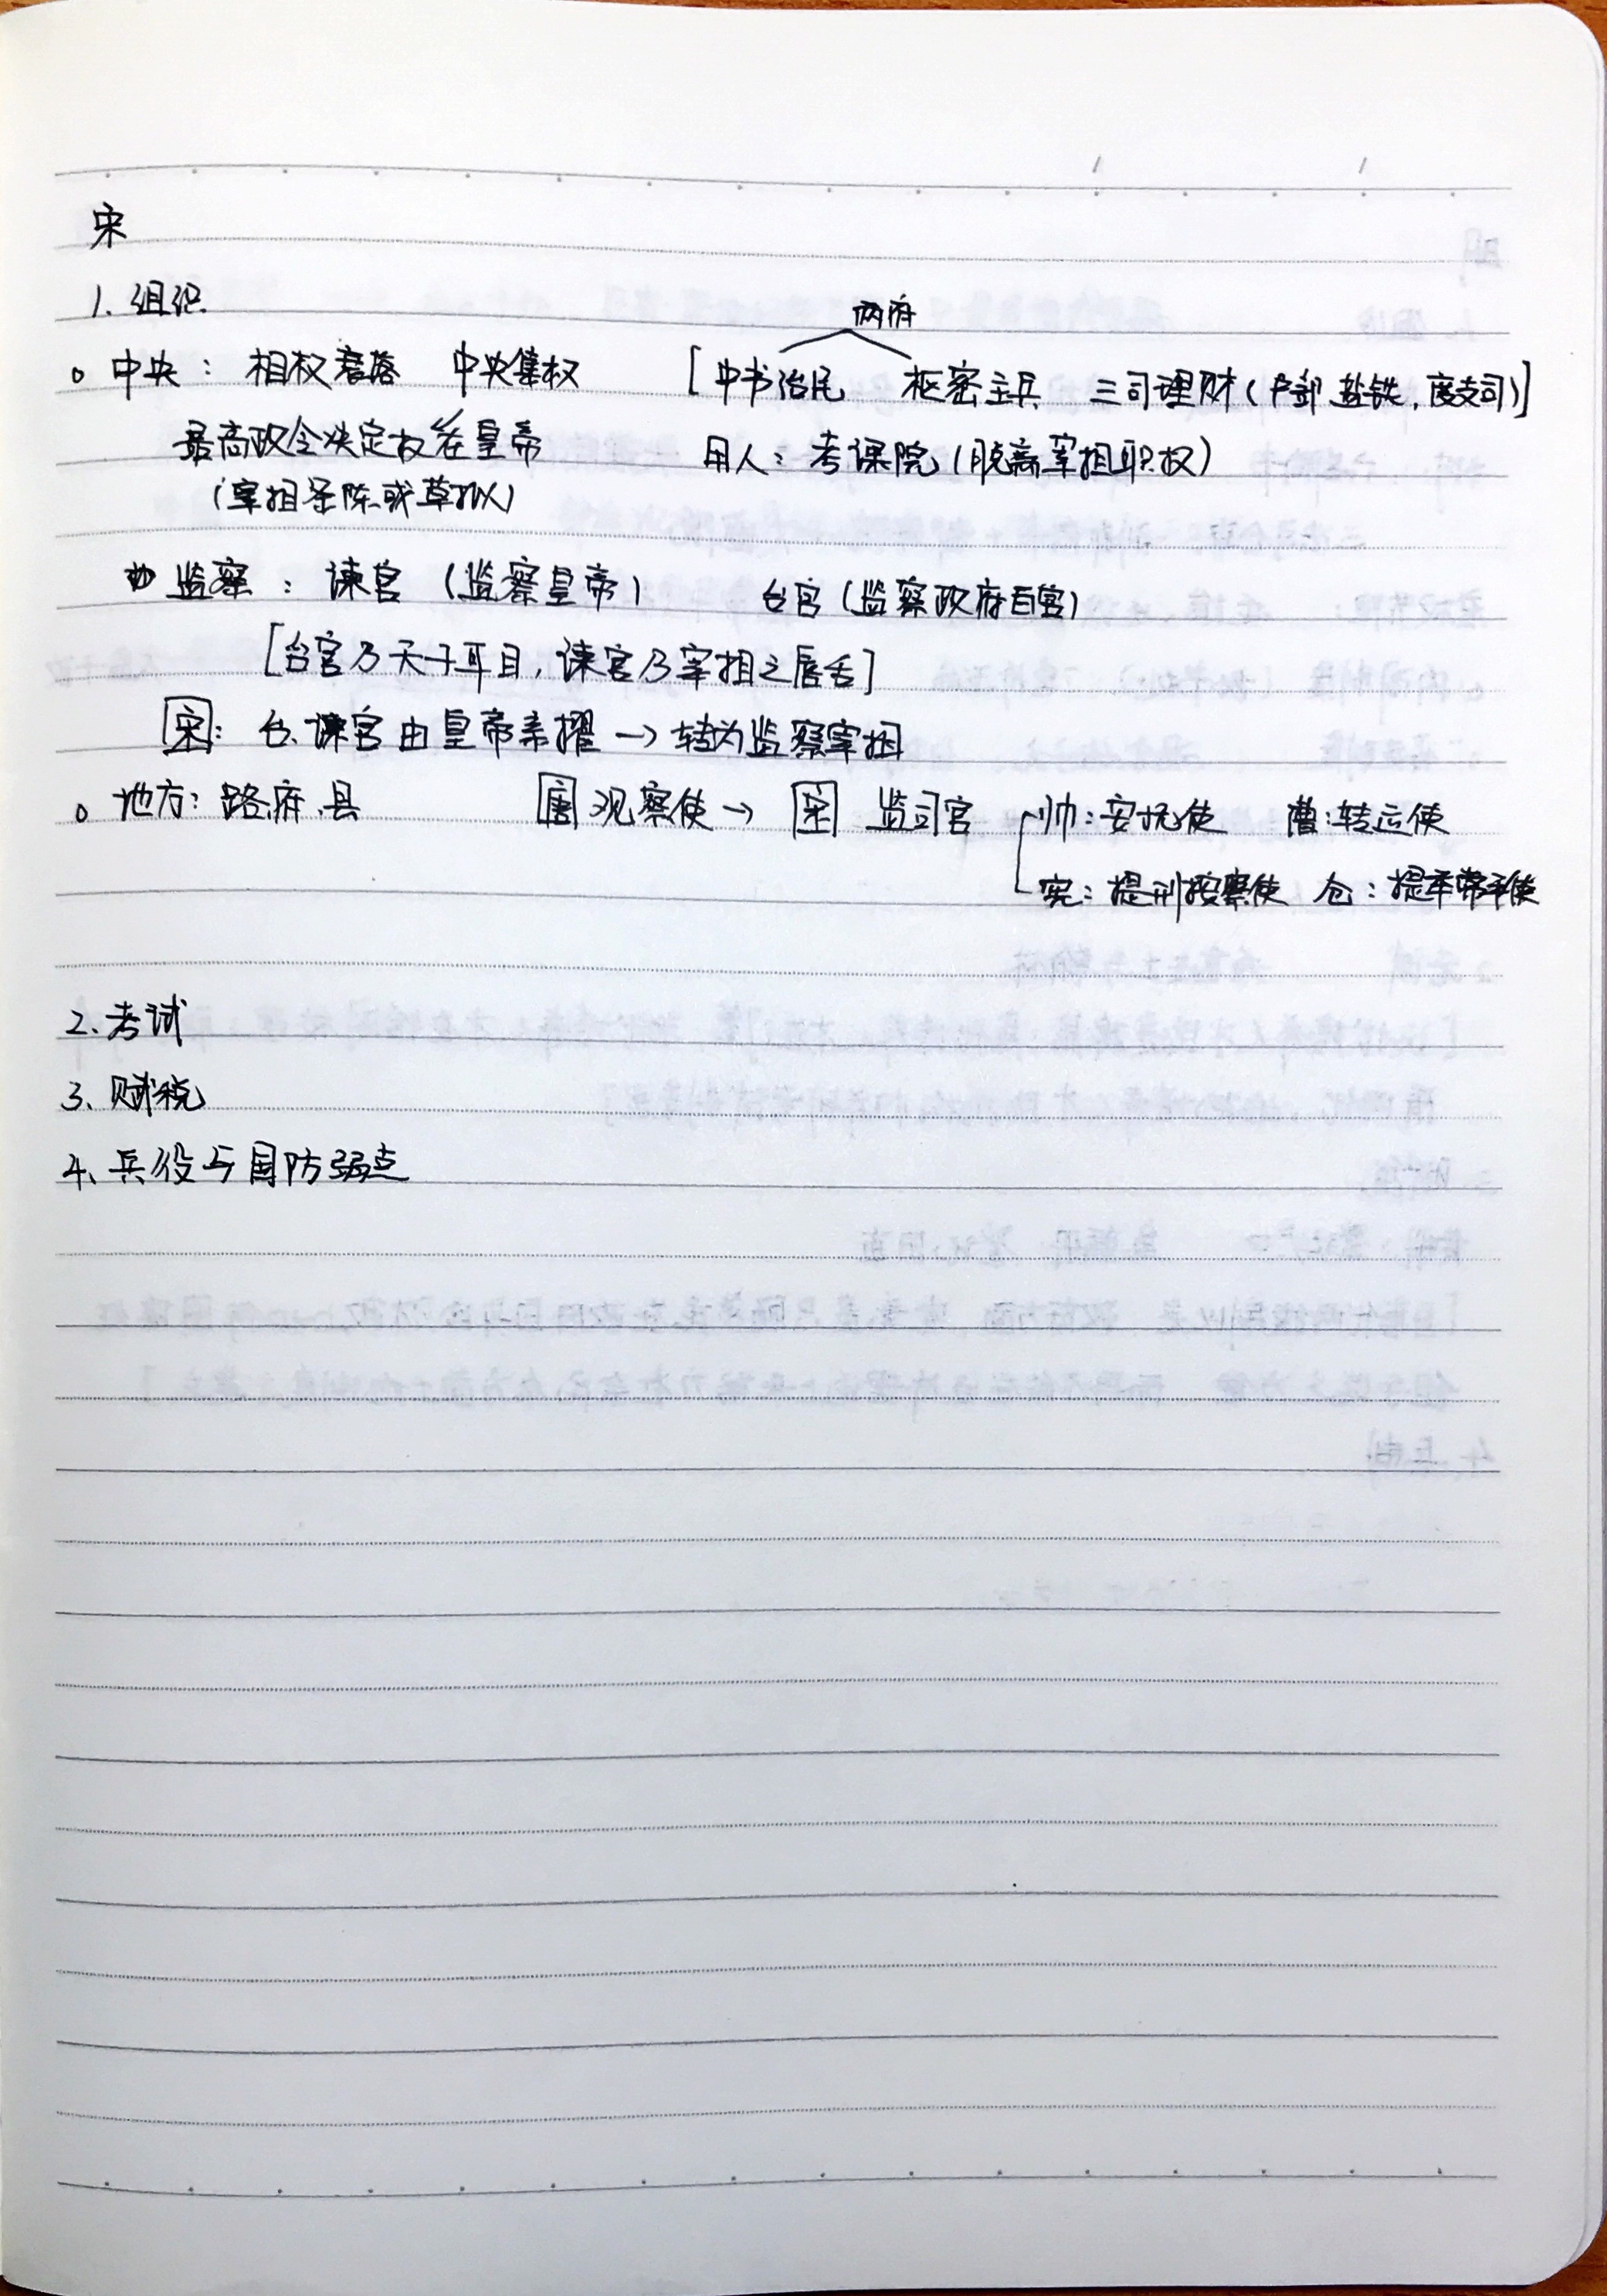 宋
1. 组织
两府
。中央： 相权衰落 中央集权 [中书治民 枢密主兵 三司理财(户部、盐铁,度支司)]
最高政令决定权在皇帝 用人：考课院(脱离宰相职权)
(宰相条陈或草拟)
监察：谏官(监察皇帝) 台官(监察政府百官)
[台官乃天子耳目,谏官乃宰相之唇舌]
宋：台、谏官由皇帝亲擢→转为监察宰相
。地方：路、府、县 唐 观察使→ 宋 监司官 帅:安抚使 漕:转运使
宪：提刑按察使 仓：提举常平使
2. 考试
3、赋税
4、兵役与国防弱点